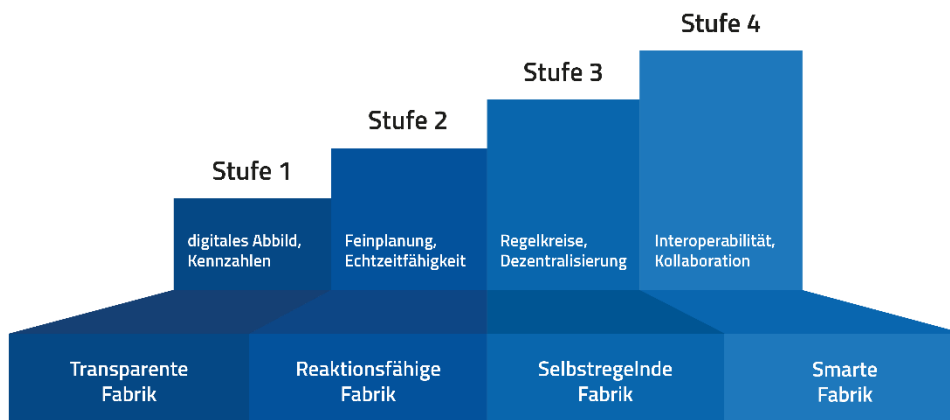 Stufe 1
Stufe 2
Stufe 3
Stufe 4
digitales Abbild,
Kennzahlen
Feinplanung,
Echtzeitfähigkeit
Regelkreise,
Dezentralisierung
Interoperabilität,
Kollaboration
Transparente
Fabrik
Reaktionsfähige
Fabrik
Selbstregelnde
Fabrik
Smarte
Fabrik